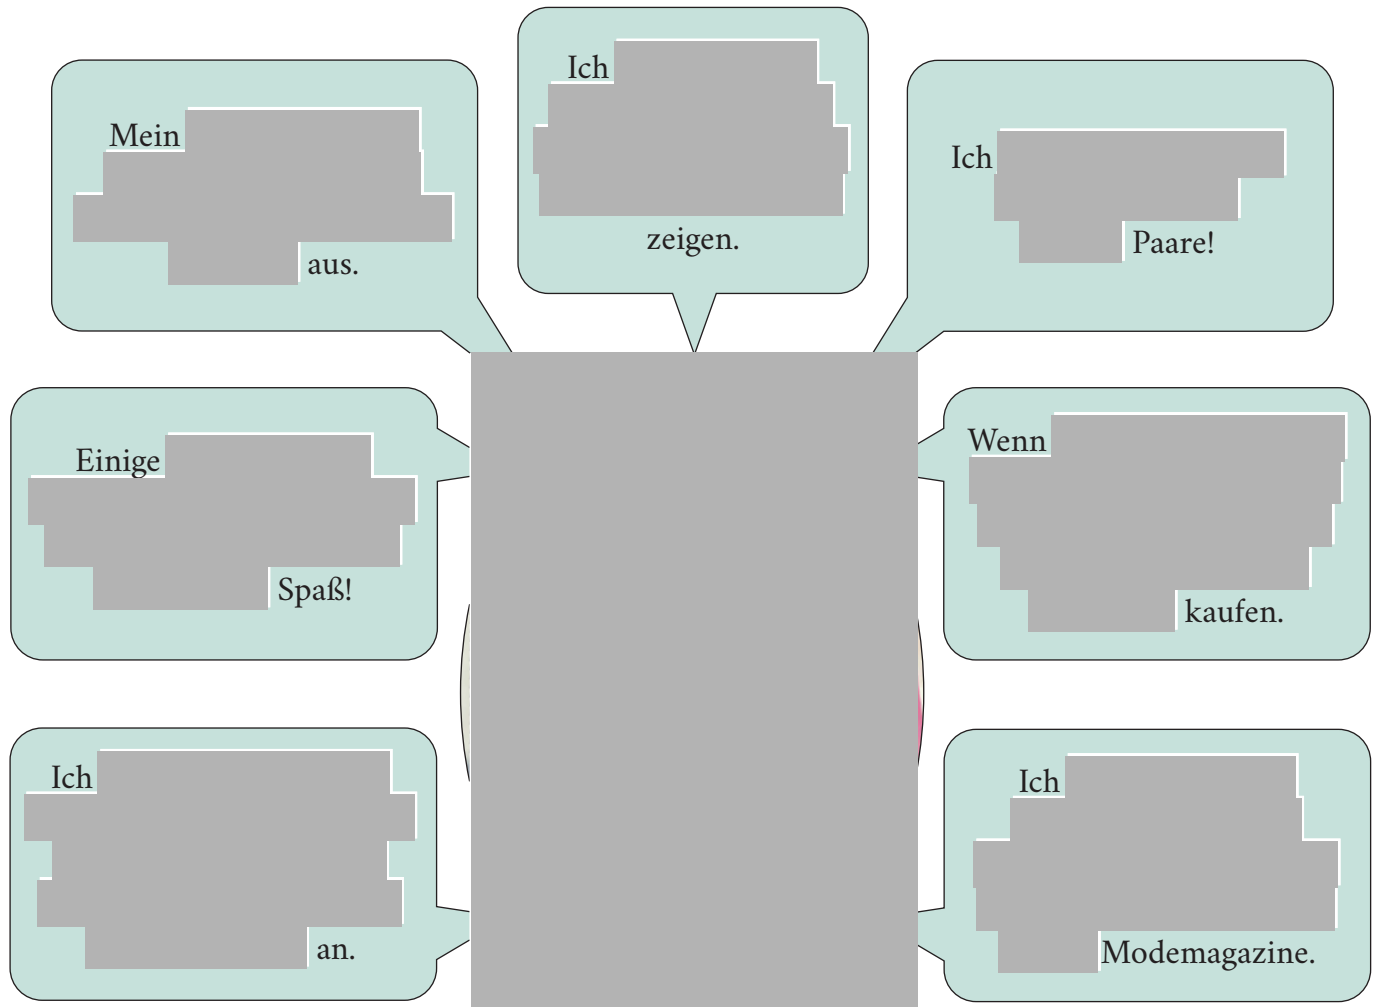 Ich
zeigen.
Mein
aus.
Ich
Paare!
Einige
Spaß!
Wenn
kaufen.
Ich
an.
Ich
Modemagazine.